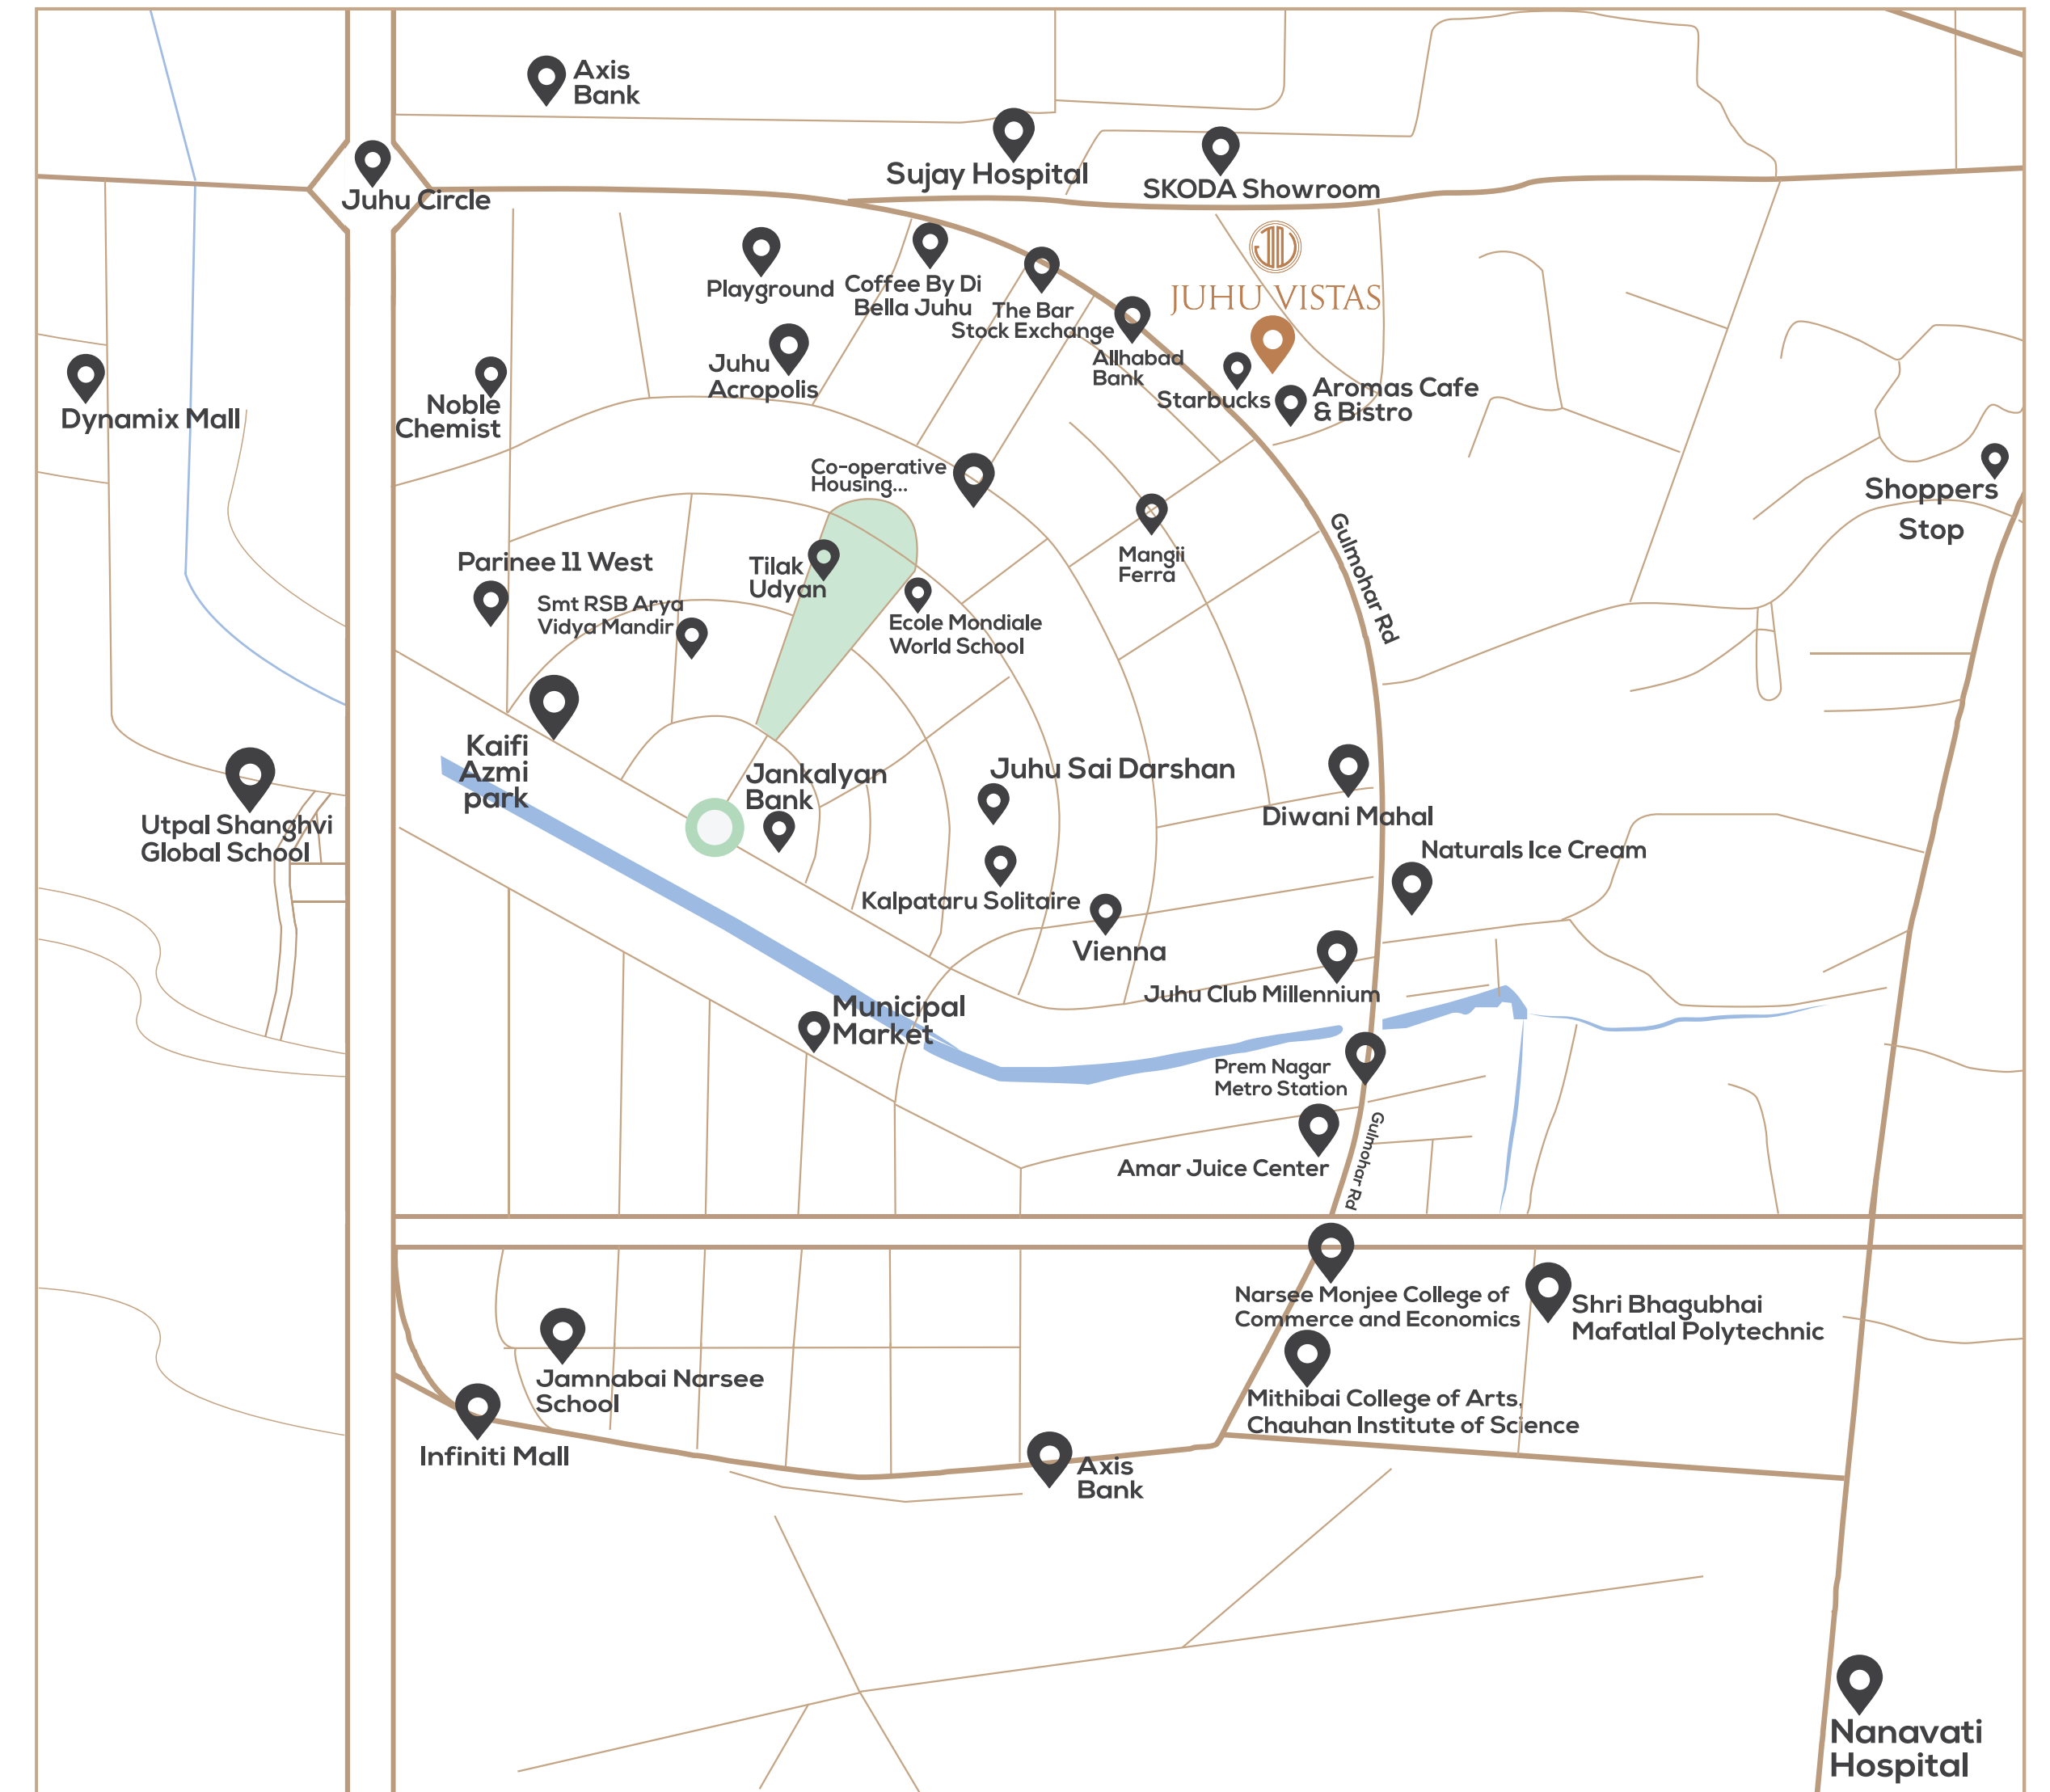 Axis
Bank
Sujay Hospital
SKODA Showroom
Juhu Circle
JUHU VISTAS
Playground
Coffee By Di
Bella Juhu
The Bar
Stock Exchange
Allhabad
Bank
Juhu
Acropolis
Starbucks
Aromas Cafe
& Bistro
Dynamix Mall
Noble
Chemist
Co-operative
Housing...
Shoppers
Stop
Gulmohar Rd
Mangii
Ferra
Parinee 11 West
Tilak
Udyan
Smt RSB Arya
Vidya Mandir
Ecole Mondiale
World School
Kaifi
Azmi
park
Jankalyan
Bank
Juhu Sai Darshan
Diwani Mahal
Utpal Shanghvi
Global School
Naturals Ice Cream
Kalpataru Solitaire
Vienna
Juhu Club Millennium
Municipal
Market
Prem Nagar
Metro Station
Gulmohar Rd
Amar Juice Center
Narsee Monjee College of
Commerce and Economics
Shri Bhagubhai
Mafatlal Polytechnic
Jamnabai Narsee
School
Mithibai College of Arts,
Chauhan Institute of Science
Infiniti Mall
Axis
Bank
Nanavati
Hospital